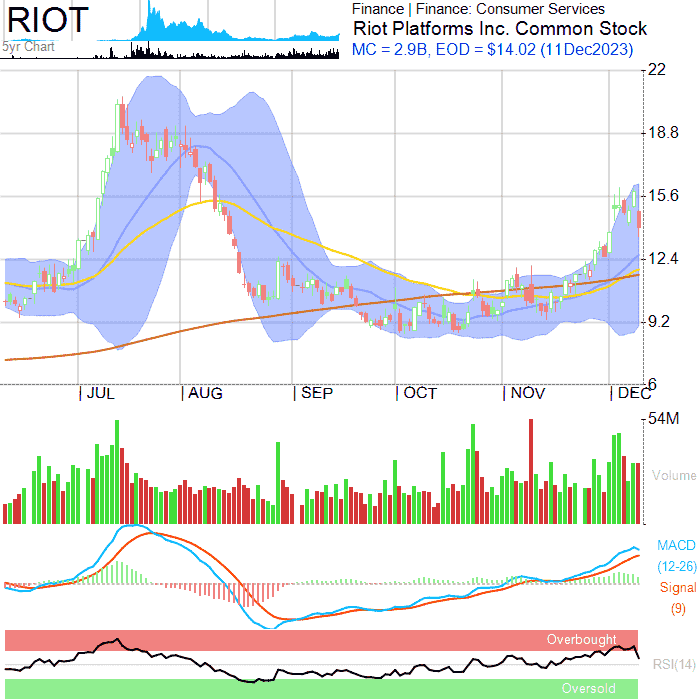 RIOT
5yr Chart
Finance | Finance: Consumer Services
Riot Platforms Inc. Common Stock
MC = 2.9B, EOD = $14.02 (11Dec2023)
22
18.8
15.6
12.4
9.2
6
JUL AUG SEP OCT NOV DEC
54M
Volume
MACD
(12-26)
Signal
(9)
Overbought
RSI(14)
Oversold